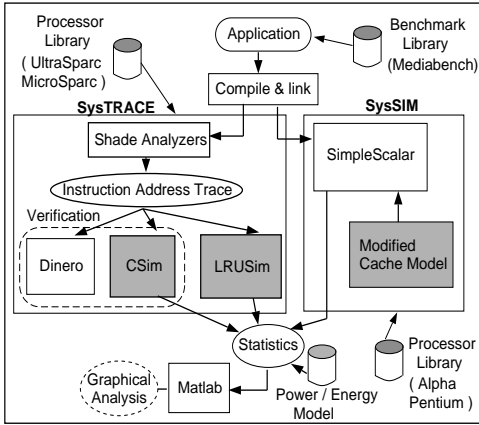 Processor
Library
( UltraSparc
MicroSparc )
Application
Benchmark
Library
(Mediabench)
Compile & link
SysTRACE
SysSIM
Shade Analyzers
SimpleScalar
Instruction Address Trace
Verification
Dinero
CSim
LRUSim
Modified
Cache Model
Statistics
Graphical
Analysis
Matlab
Power / Energy
Model
Processor
Library
( Alpha
Pentium )